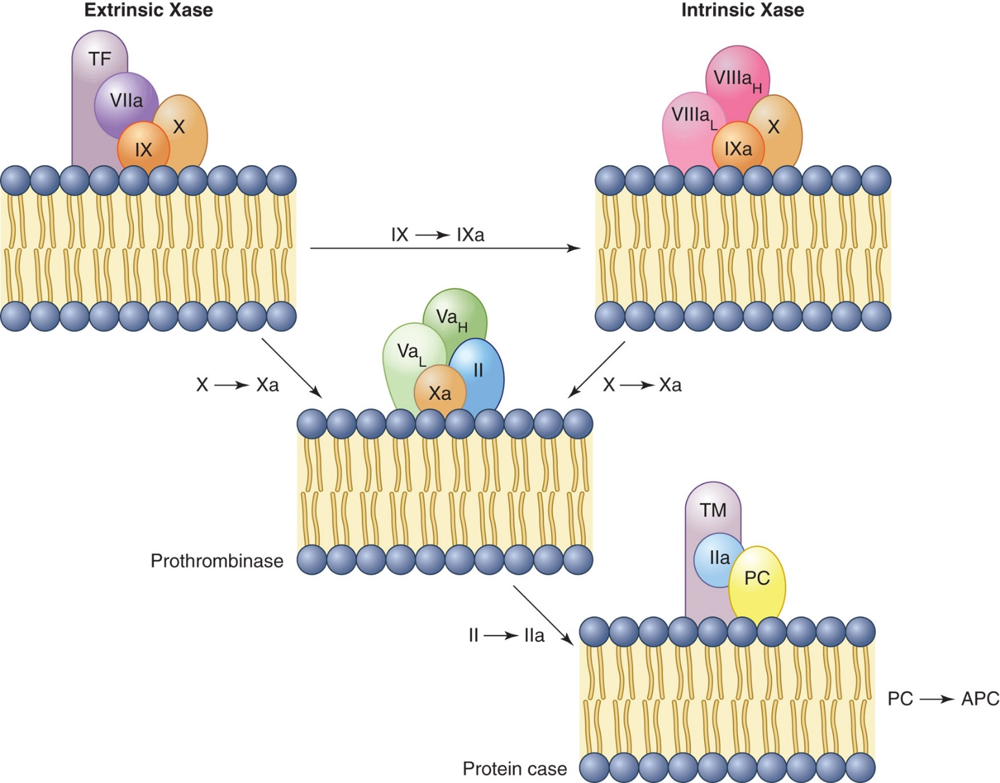 Extrinsic Xase
Intrinsic Xase
TF
VIIa
IX
X
VIIIaH
VIIIaL
IXa
X
IX → IXa
VaH
VaL
II
Xa
X → Xa
X → Xa
Prothrombinase
TM
IIa
PC
II → IIa
PC → APC
Protein case